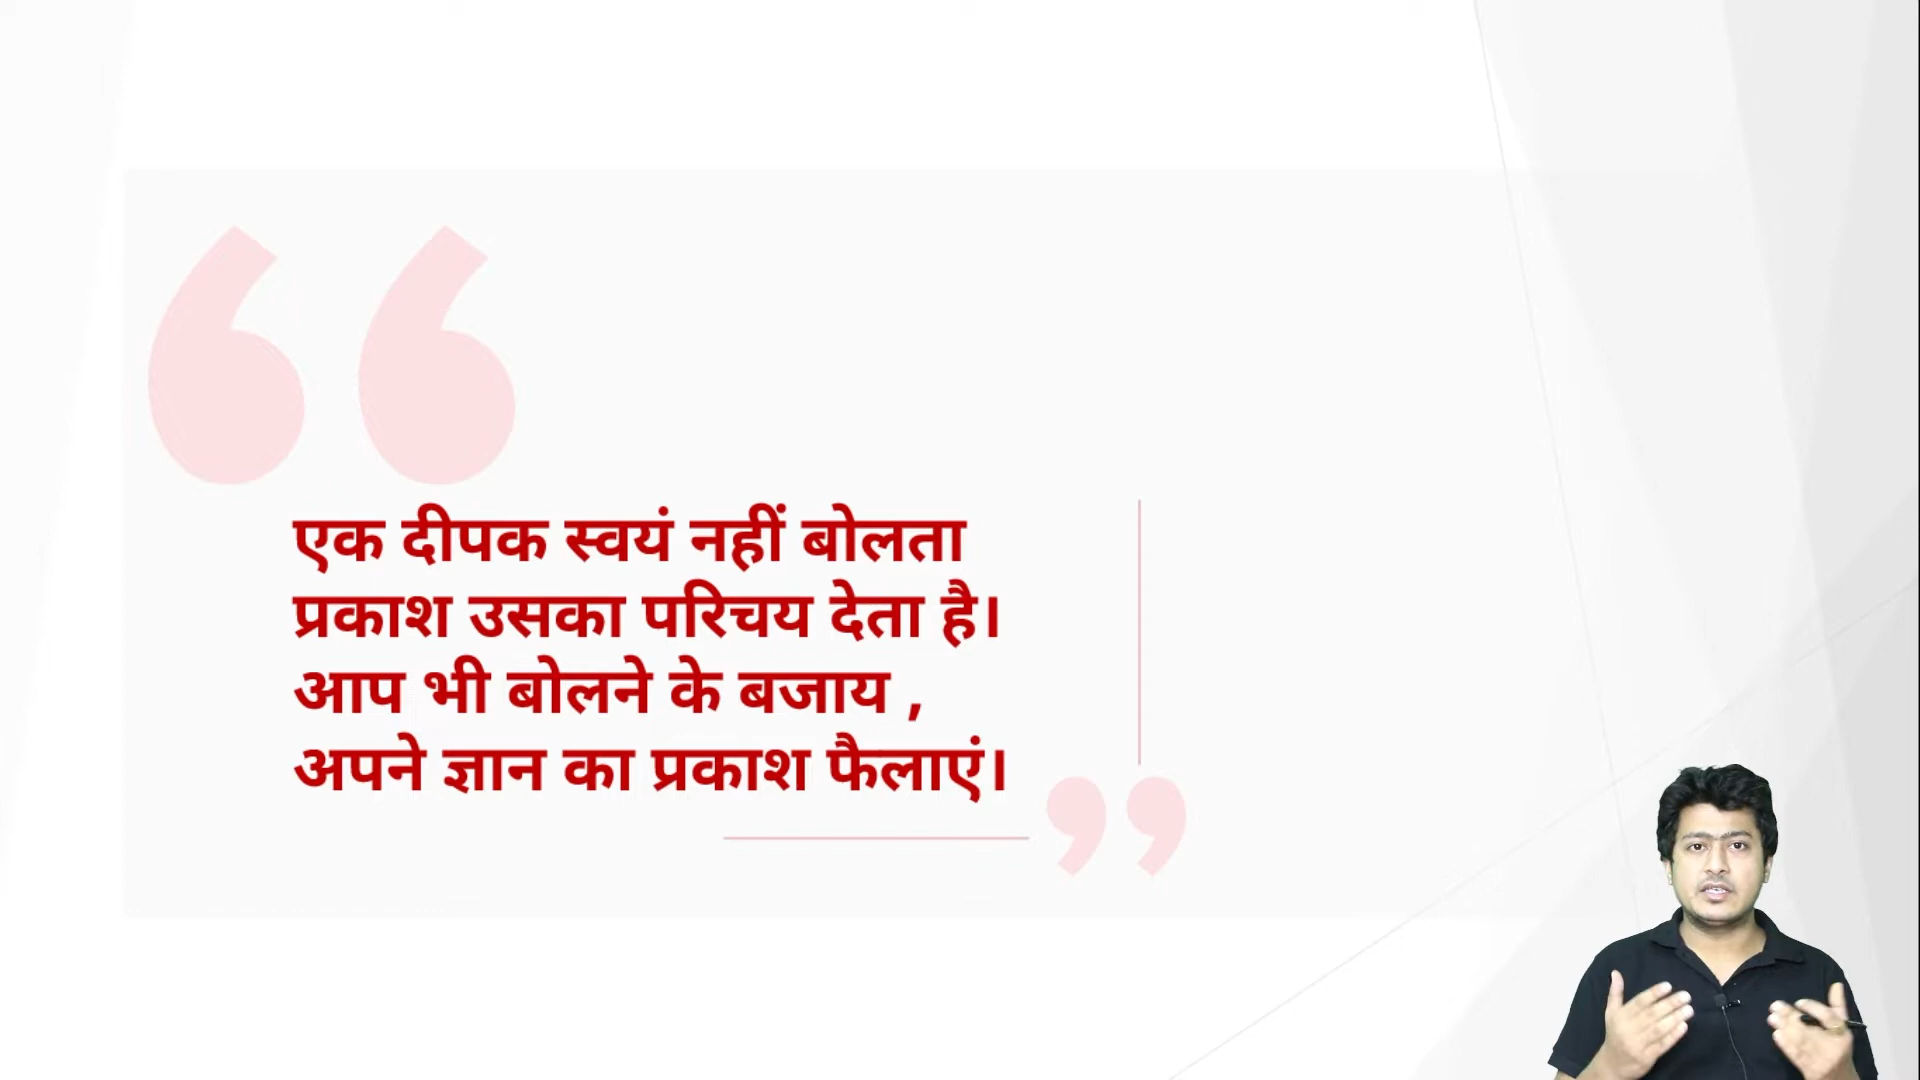 एक दीपक स्वयं नहीं बोलता
प्रकाश उसका परिचय देता है।
आप भी बोलने के बजाय ,
अपने ज्ञान का प्रकाश फैलाएं।